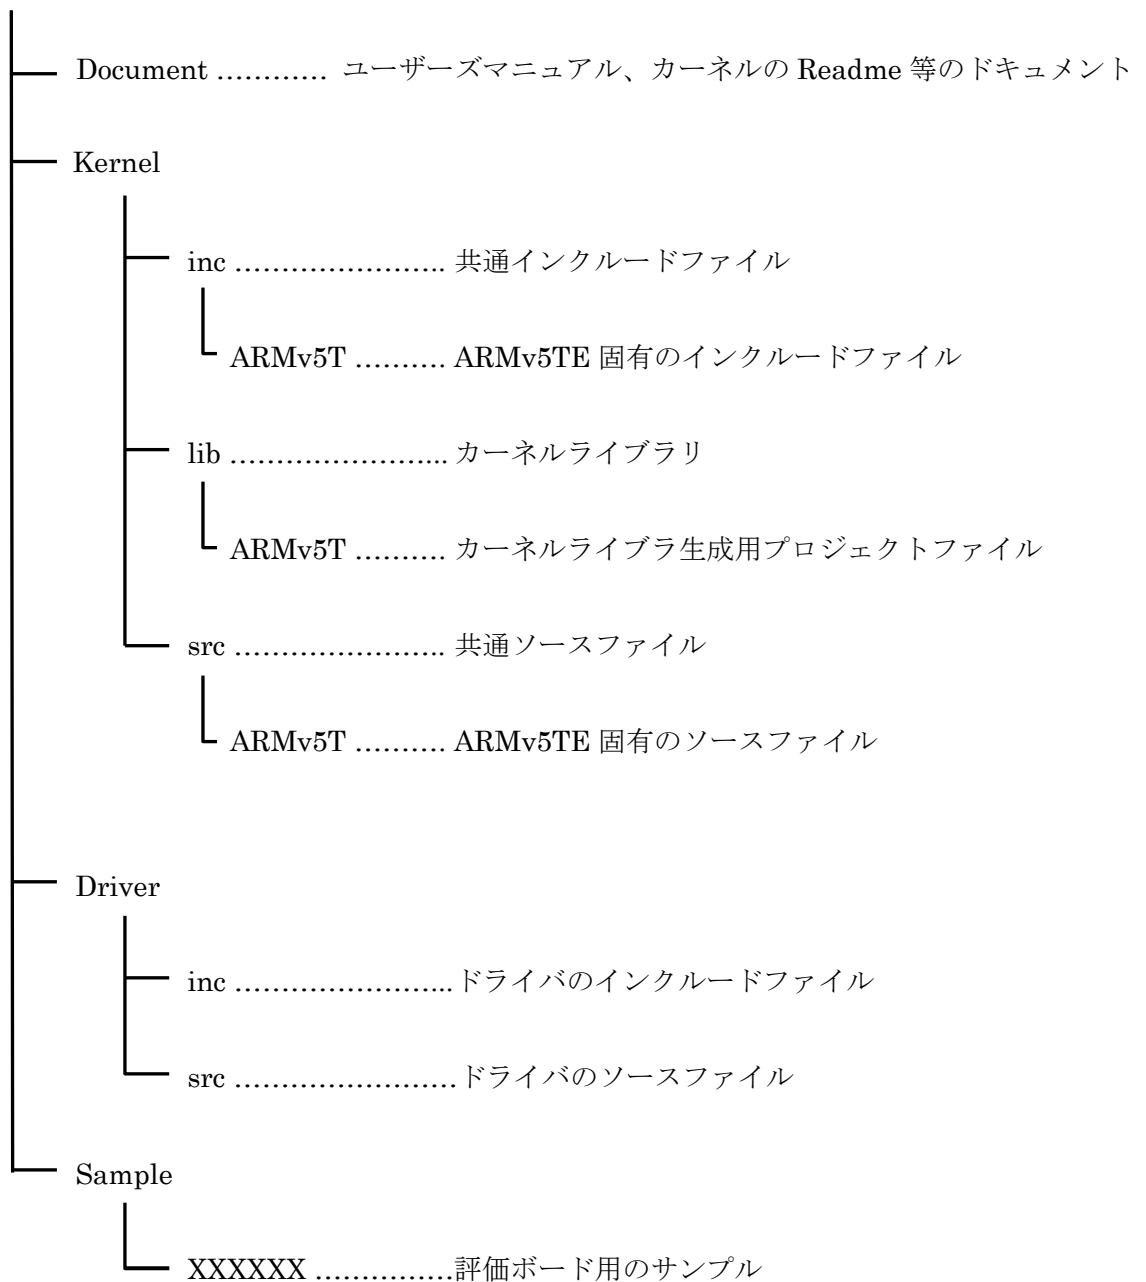 Document ………… ユーザーズマニュアル、カーネルの Readme 等のドキュメント
Kernel
inc ………………….. 共通インクルードファイル
ARMv5T ………. ARMv5TE 固有のインクルードファイル
lib …………………... カーネルライブラリ
ARMv5T ………. カーネルライブラ生成用プロジェクトファイル
src ………………….. 共通ソースファイル
ARMv5T ………. ARMv5TE 固有のソースファイル
Driver
inc …………………...ドライバのインクルードファイル
src ……………………ドライバのソースファイル
Sample
XXXXXX ……………評価ボード用のサンプル